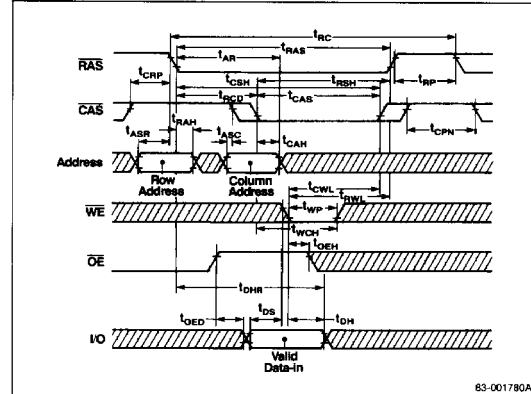 tRC
tRAS
tAR
RAS
tCSH
tRSH
tRP
tCRP
tRCD
tCAS
CAS
tRAH
tASR
tASC
tCAH
tCPN
Address
Row
Address
Column
Address
tCWL
tRWL
tWP
WE
tWCH
tOEH
OE
tDHR
tOED
tDS
tDH
I/O
Valid
Data-in
83-001780A